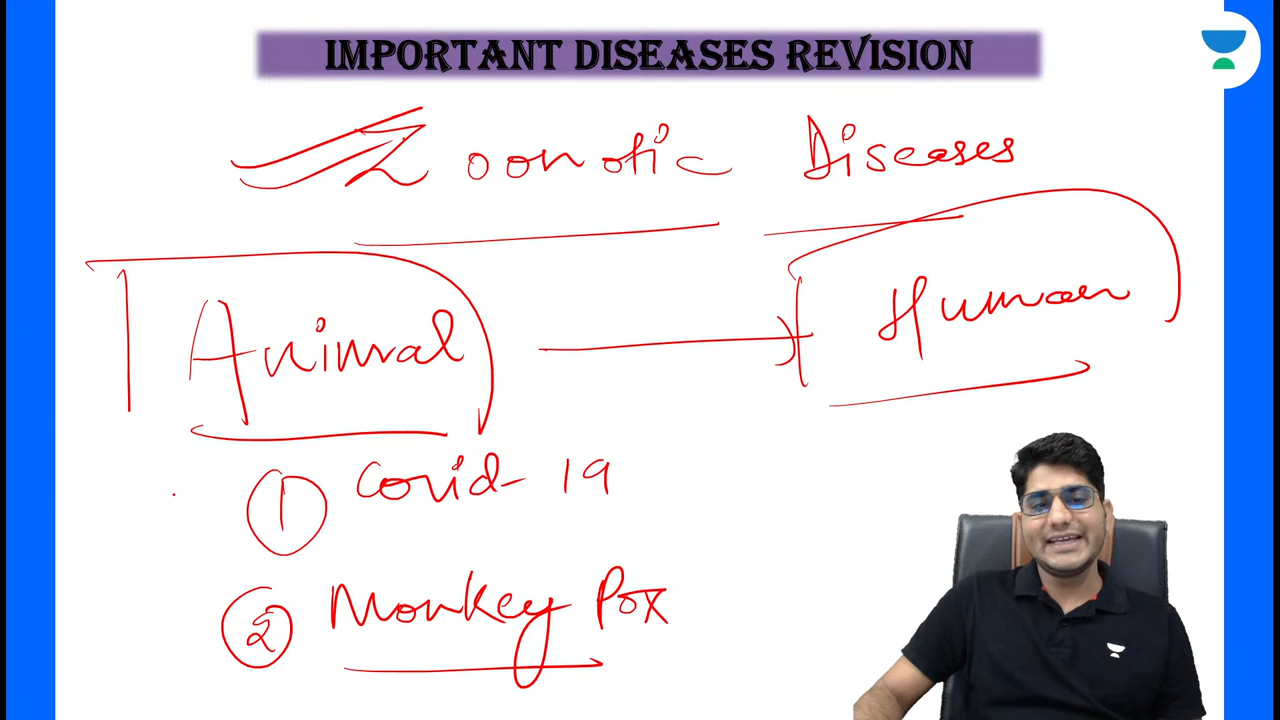 IMPORTANT DISEASES REVISION
Zoonotic Diseases
Animal Human
① Covid-19
② Monkey Pox